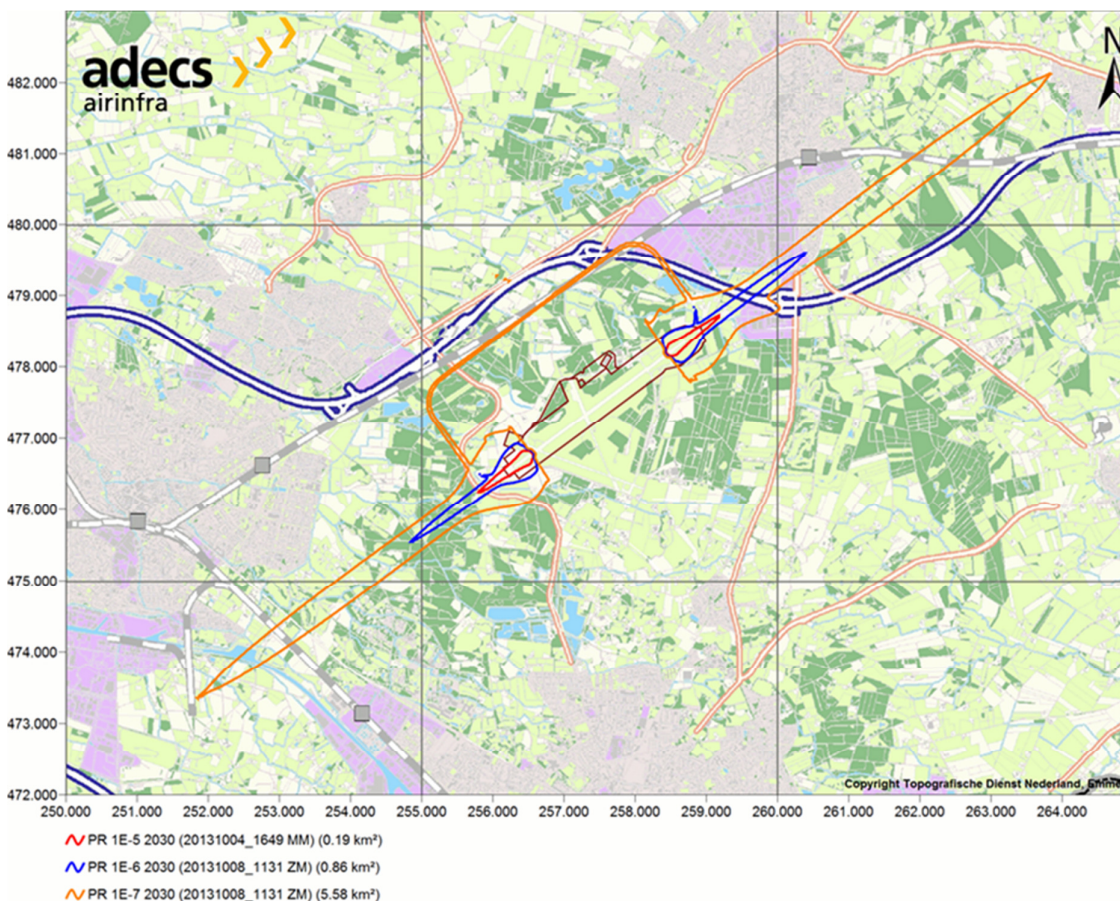 adecs
airinfra
N
482.000
481.000
480.000
479.000
478.000
477.000
476.000
475.000
474.000
473.000
472.000
Copyright Topografische Dienst Nederland, Emme
250.000 251.000 252.000 253.000 254.000 255.000 256.000 257.000 258.000 259.000 260.000 261.000 262.000 263.000 264.000
PR 1E-5 2030 (20131004_1649 MM) (0.19 km²)
PR 1E-6 2030 (20131008_1131 ZM) (0.86 km²)
PR 1E-7 2030 (20131008_1131 ZM) (5.58 km²)